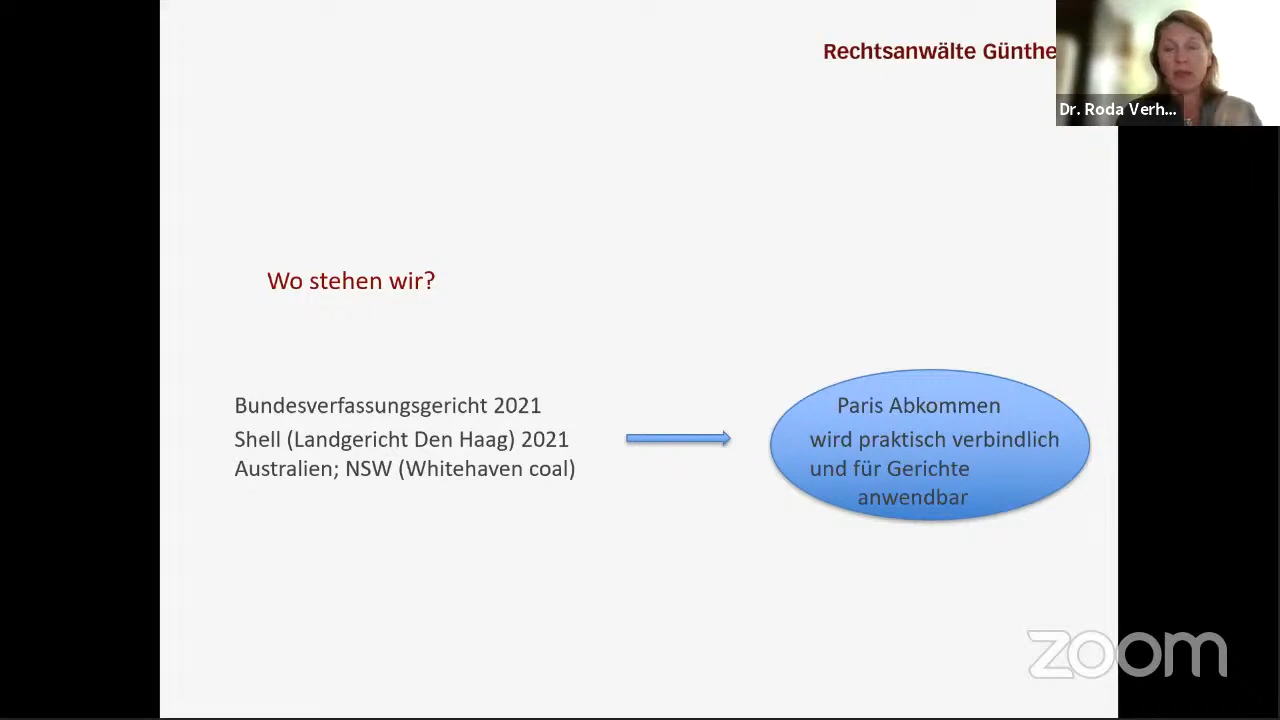 Rechtsanwälte Günthe
Dr. Roda Verh...
Wo stehen wir?
Bundesverfassungsgericht 2021
Shell (Landgericht Den Haag) 2021
Australien; NSW (Whitehaven coal)
Paris Abkommen
wird praktisch verbindlich
und für Gerichte
anwendbar
zoom